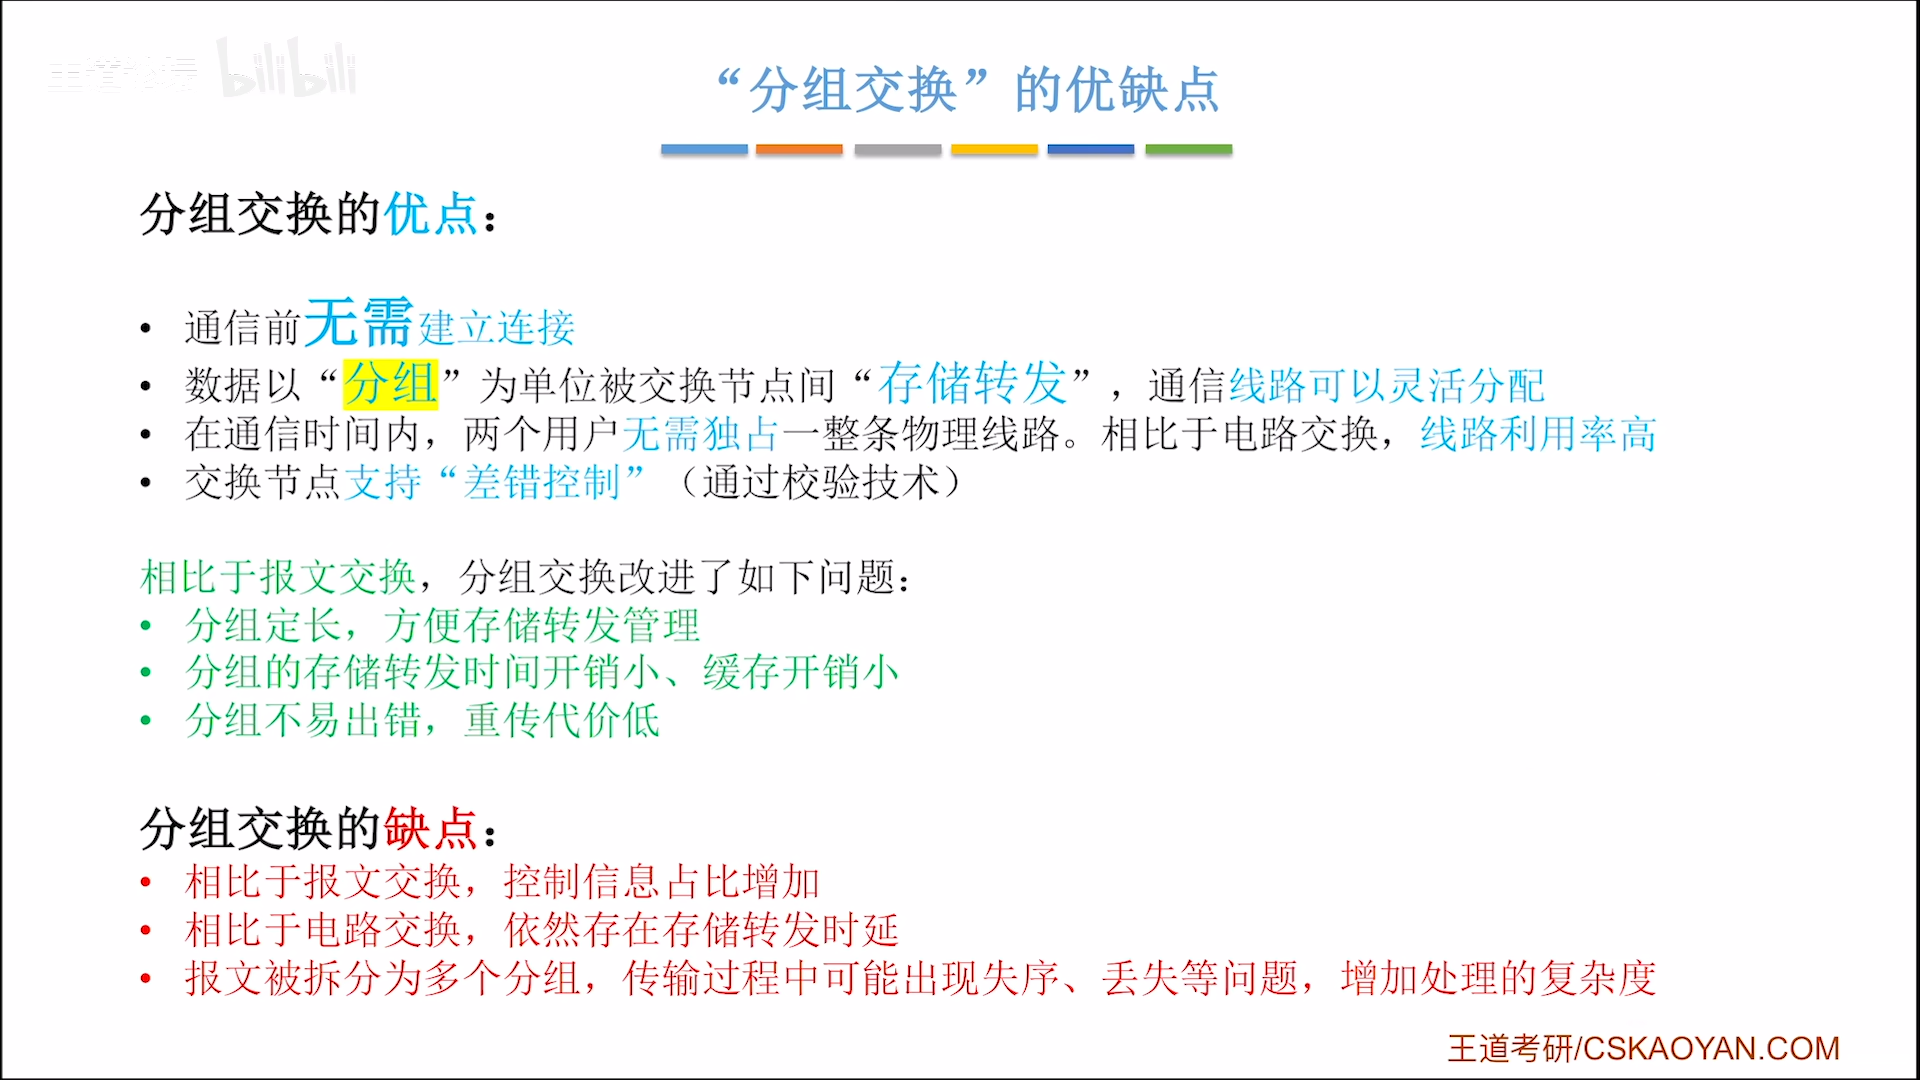 王道论坛 bilibili
“分组交换”的优缺点
分组交换的优点：
• 通信前无需建立连接
• 数据以“分组”为单位被交换节点间“存储转发”，通信线路可以灵活分配
• 在通信时间内，两个用户无需独占一整条物理线路。相比于电路交换，线路利用率高
• 交换节点支持“差错控制”（通过校验技术）
相比于报文交换，分组交换改进了如下问题：
• 分组定长，方便存储转发管理
• 分组的存储转发时间开销小、缓存开销小
• 分组不易出错，重传代价低
分组交换的缺点：
• 相比于报文交换，控制信息占比增加
• 相比于电路交换，依然存在存储转发时延
• 报文被拆分为多个分组，传输过程中可能出现失序、丢失等问题，增加处理的复杂度
王道考研/CSKAOYAN.COM